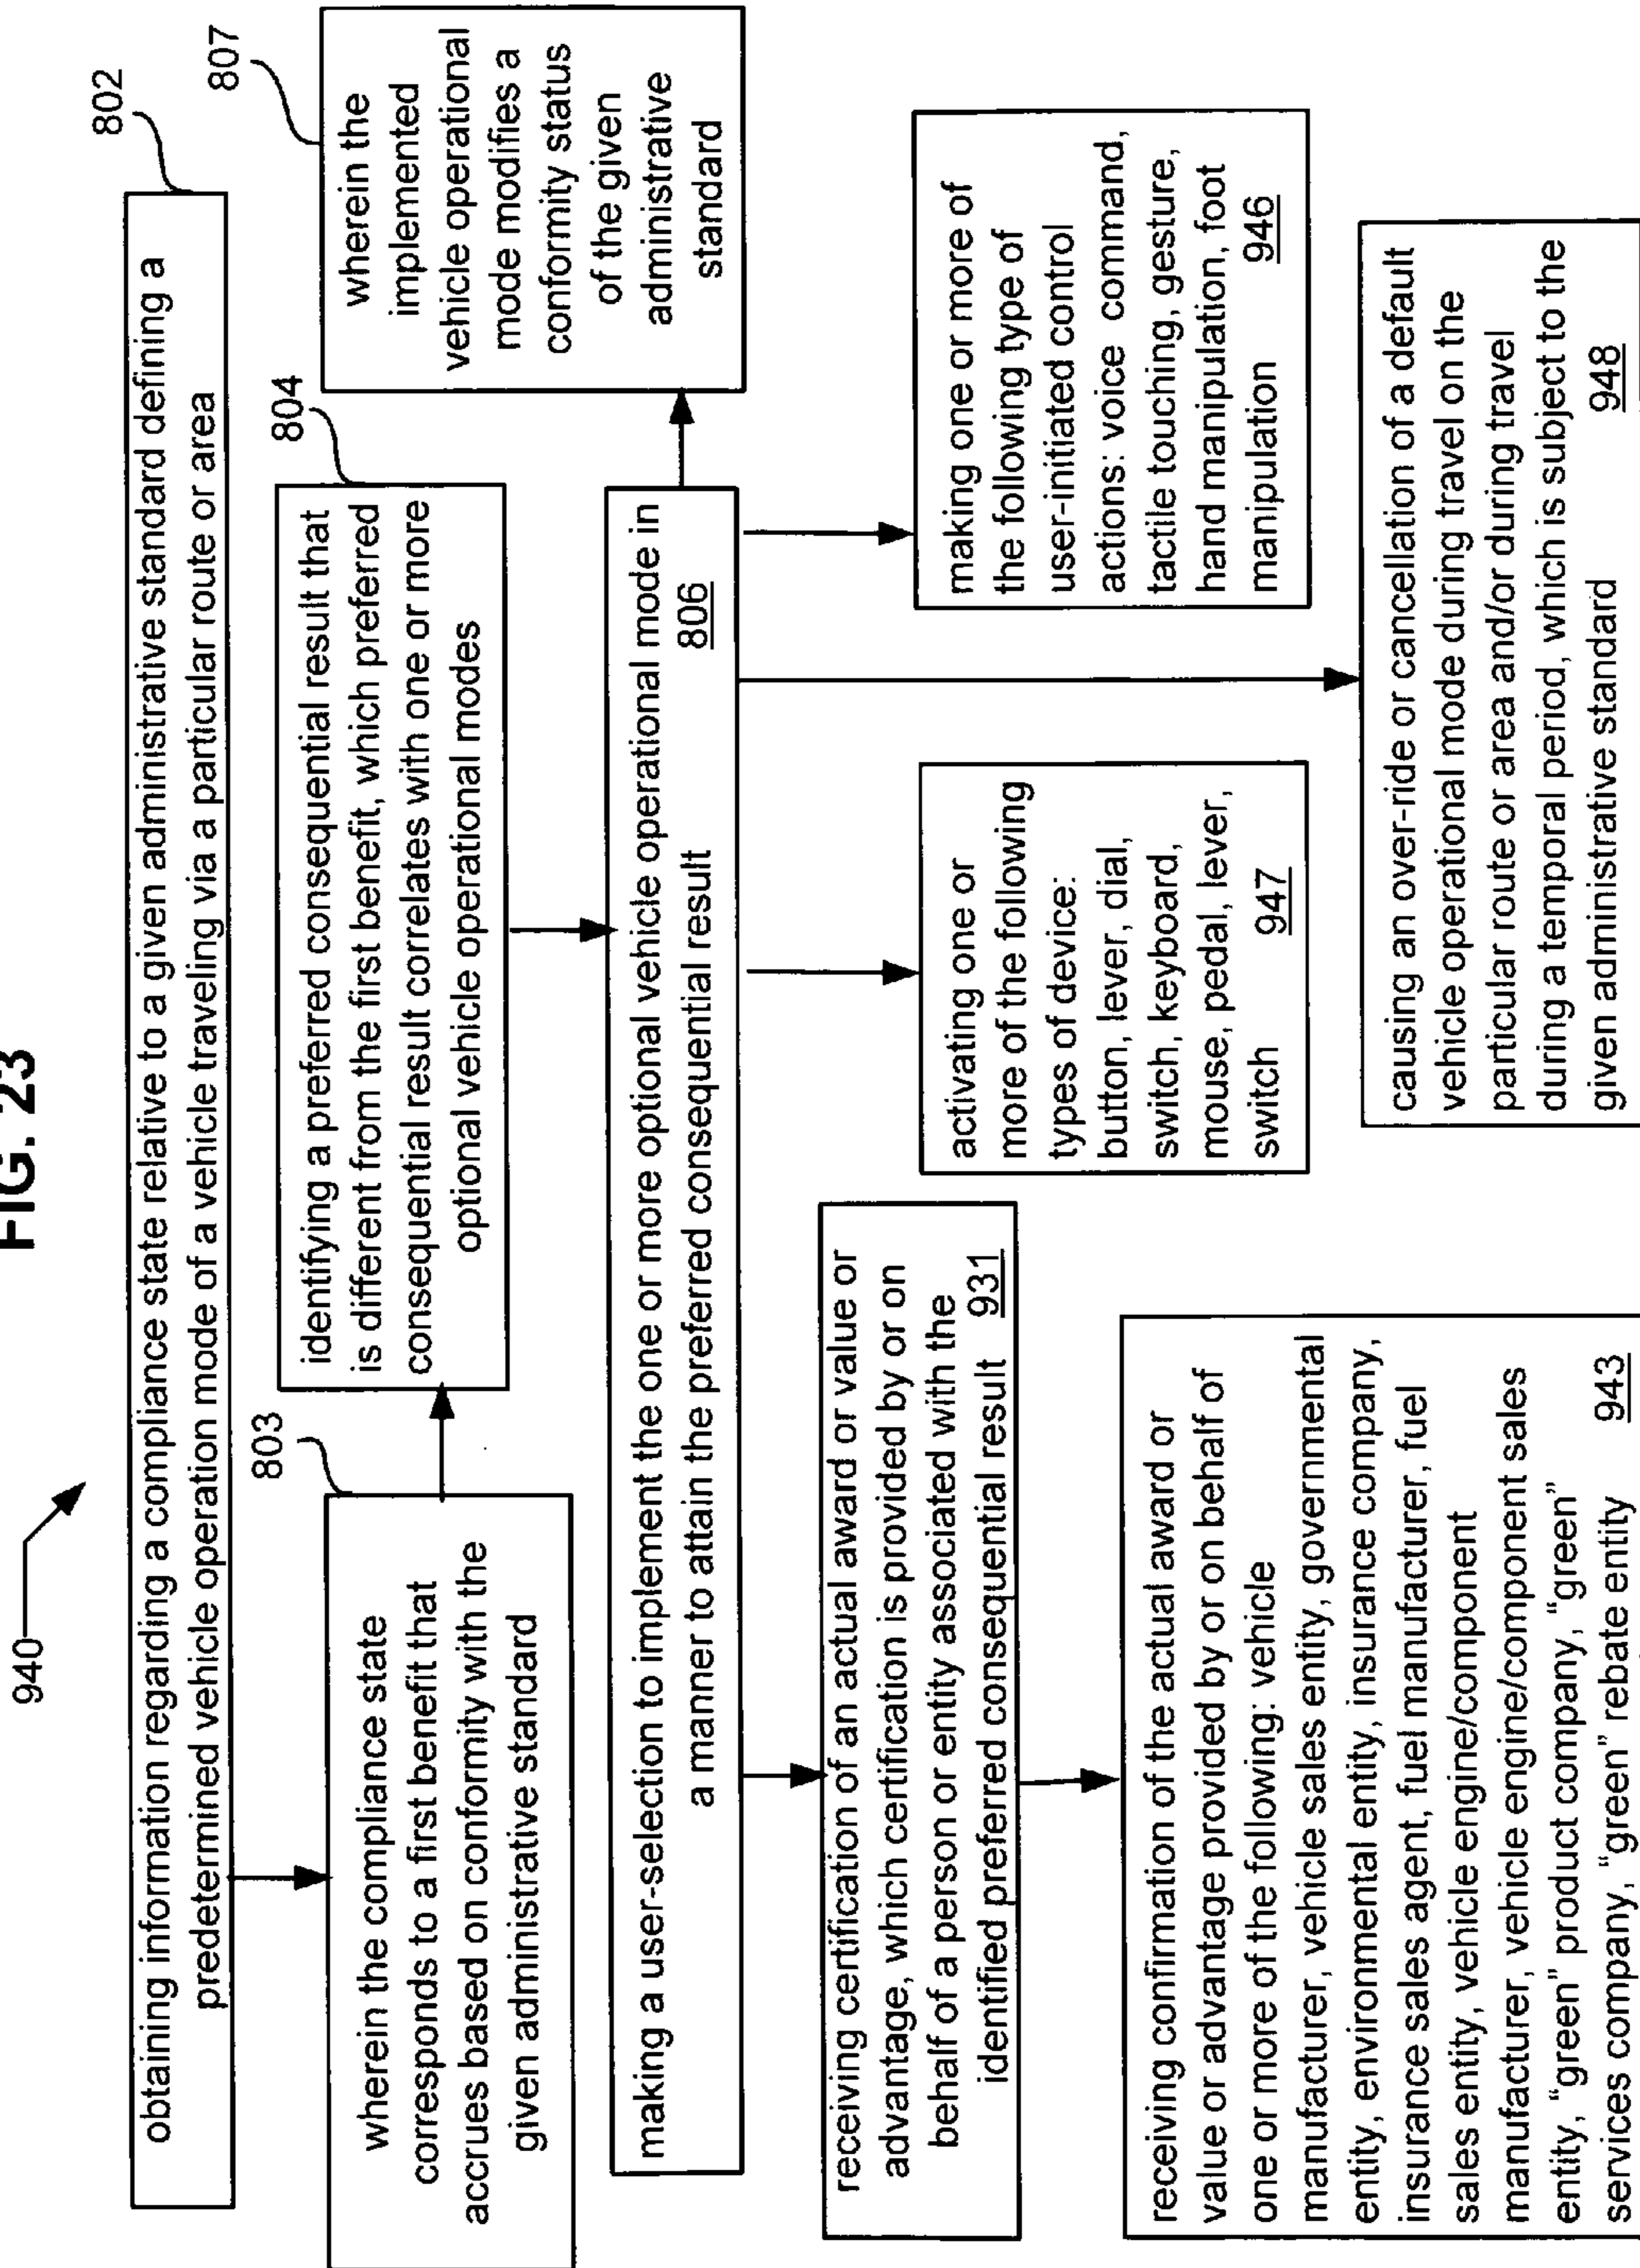 FIG. 23
940
802
obtaining information regarding a compliance state relative to a given administrative standard defining a
predetermined vehicle operation mode of a vehicle traveling via a particular route or area
803
wherein the compliance state
corresponds to a first benefit that
accrues based on conformity with the
given administrative standard
804
identifying a preferred consequential result that
is different from the first benefit, which preferred
consequential result correlates with one or more
optional vehicle operational modes
807
wherein the
implemented
vehicle operational
mode modifies a
conformity status
of the given
administrative
standard
making a user-selection to implement the one or more optional vehicle operational mode in
a manner to attain the preferred consequential result 806
receiving certification of an actual award or value or
advantage, which certification is provided by or on
behalf of a person or entity associated with the
identified preferred consequential result 931
activating one or
more of the following
types of device:
button, lever, dial,
switch, keyboard,
mouse, pedal, lever,
switch 947
making one or more of
the following type of
user-initiated control
actions: voice command,
tactile touching, gesture,
hand manipulation, foot
manipulation 946
receiving confirmation of the actual award or
value or advantage provided by or on behalf of
one or more of the following: vehicle
manufacturer, vehicle sales entity, governmental
entity, environmental entity, insurance company,
insurance sales agent, fuel manufacturer, fuel
sales entity, vehicle engine/component
manufacturer, vehicle engine/component sales
entity, “green” product company, “green”
services company, “green” rebate entity 943
causing an over-ride or cancellation of a default
vehicle operational mode during travel on the
particular route or area and/or during travel
during a temporal period, which is subject to the
given administrative standard 948